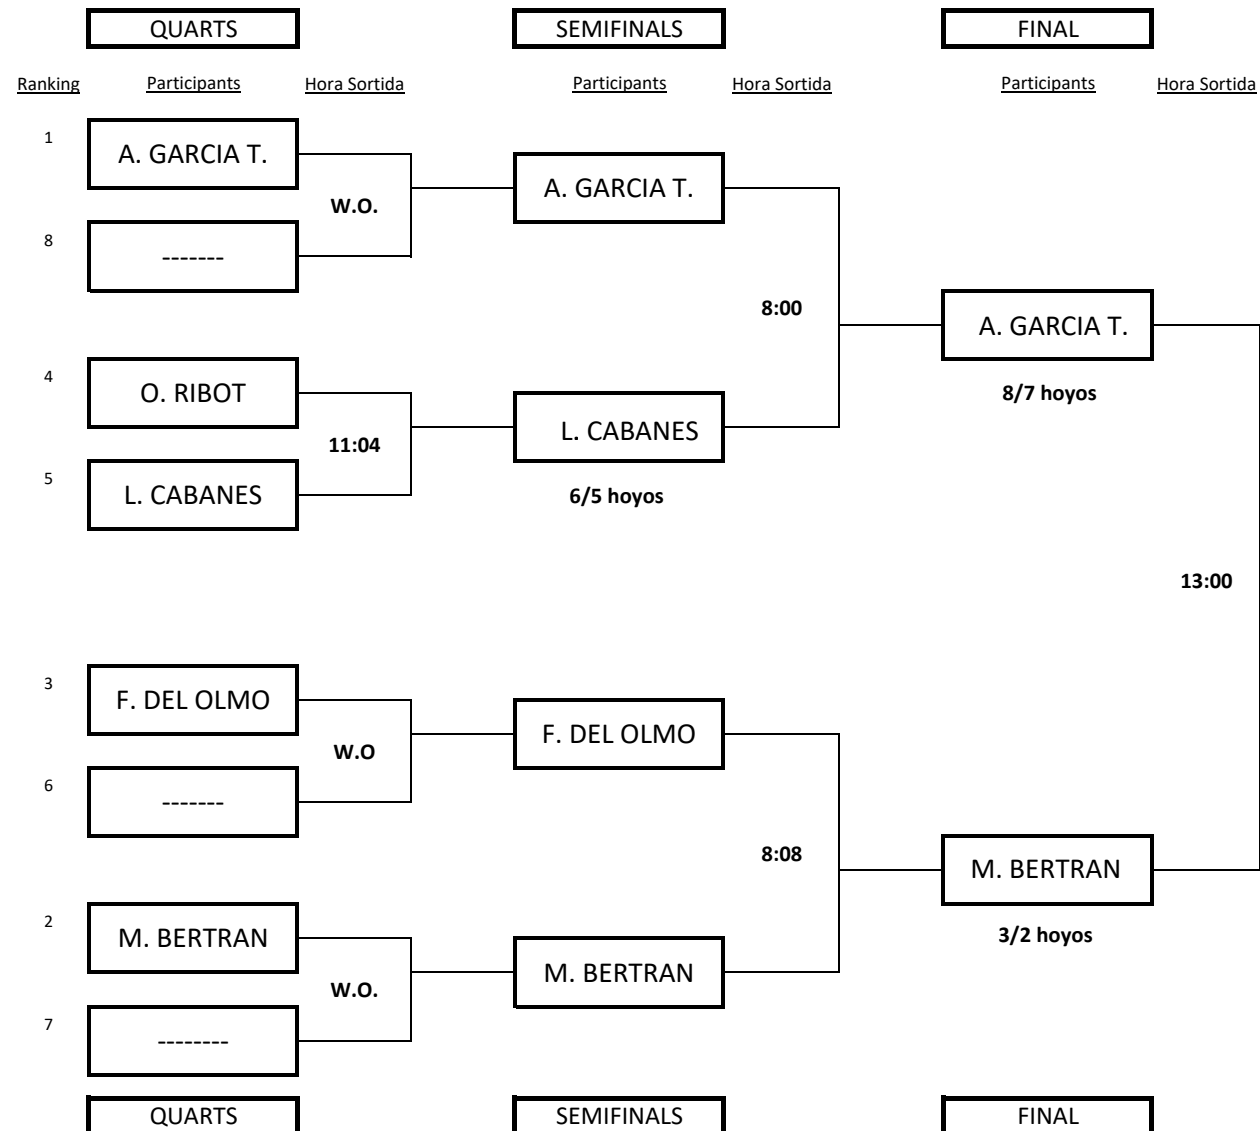 QUARTS SEMIFINALS FINAL
Ranking Participants Hora Sortida Participants Hora Sortida Participants Hora Sortida
1
A. GARCIA T.
A. GARCIA T.
W.O.
8
-------
8:00
A. GARCIA T.
4
O. RIBOT
8/7 hoyos
L. CABANES
11:04
5
L. CABANES
6/5 hoyos
13:00
3
F. DEL OLMO
F. DEL OLMO
W.O
6
-------
8:08
M. BERTRAN
2
M. BERTRAN
3/2 hoyos
M. BERTRAN
W.O.
7
--------
QUARTS SEMIFINALS FINAL